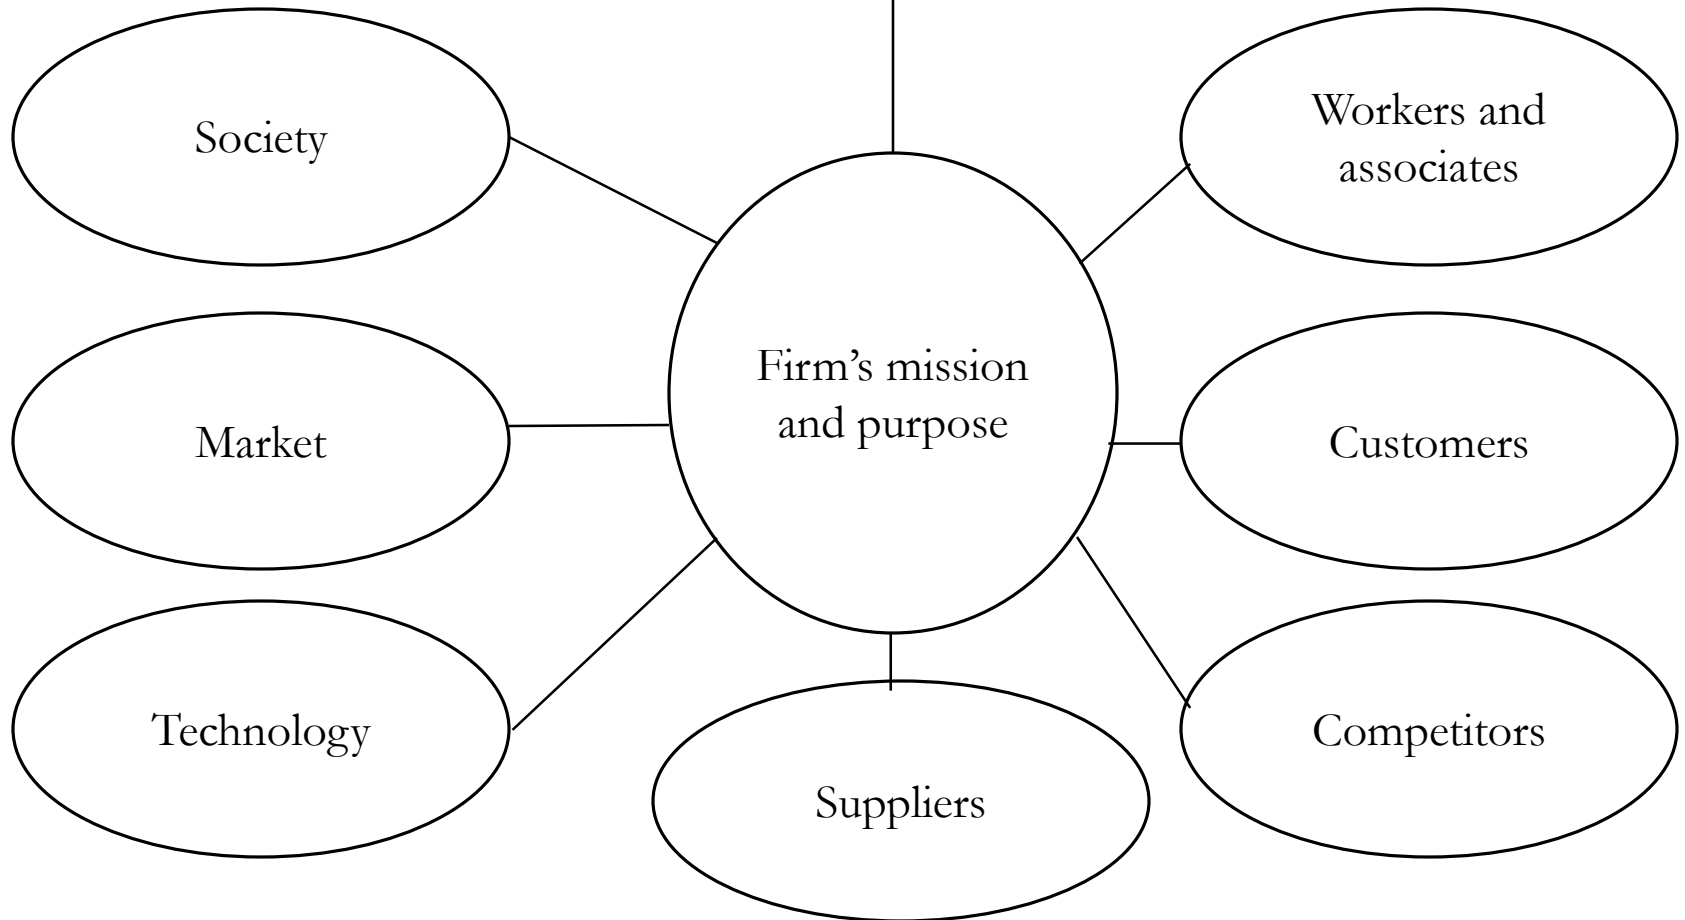 Society
Workers and
associates
Firm’s mission
and purpose
Market
Customers
Technology
Competitors
Suppliers